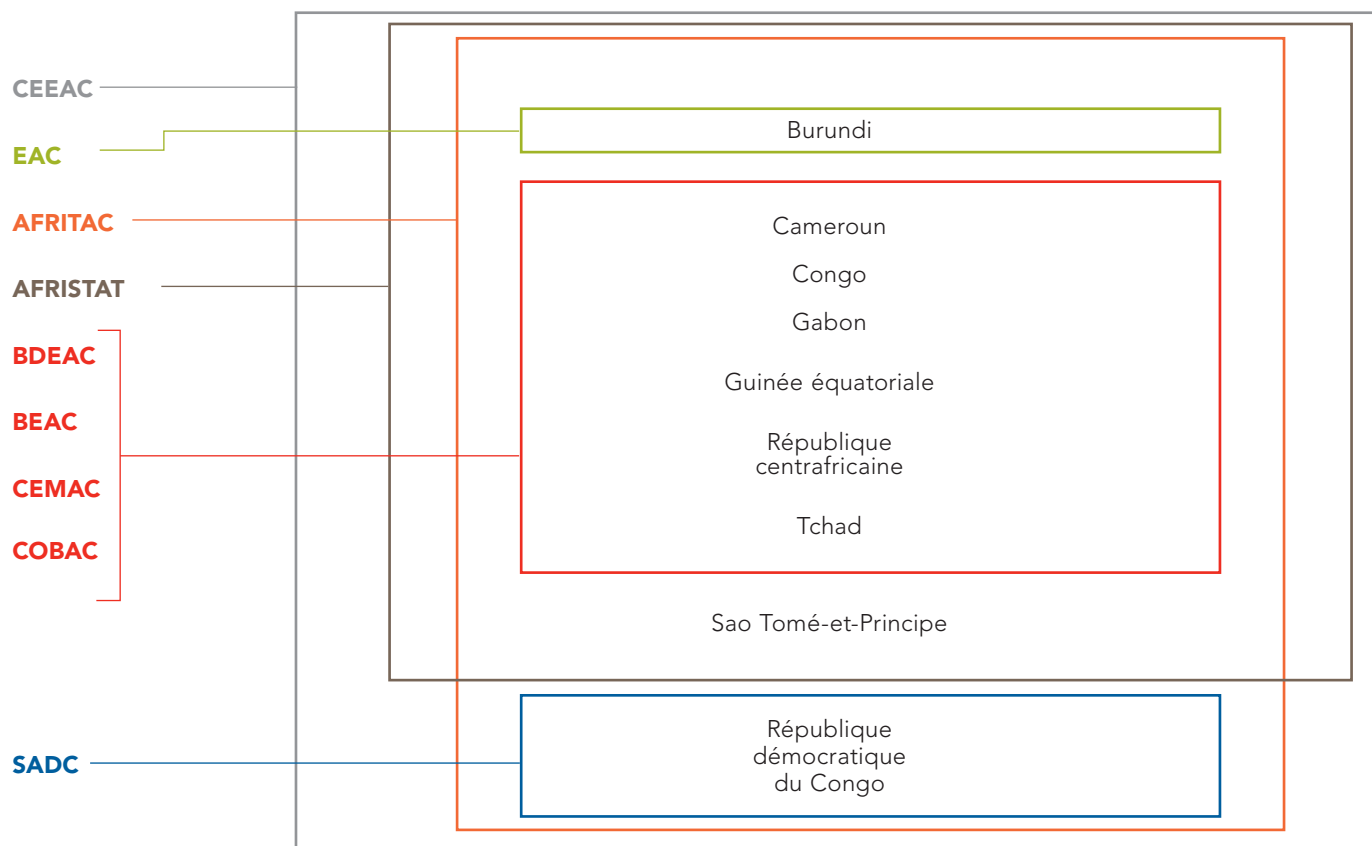 CEEAC
EAC
AFRITAC
AFRISTAT
BDEAC
BEAC
CEMAC
COBAC
SADC
Burundi
Cameroun
Congo
Gabon
Guinée équatoriale
République
centrafricaine
Tchad
Sao Tomé-et-Principe
République
démocratique
du Congo